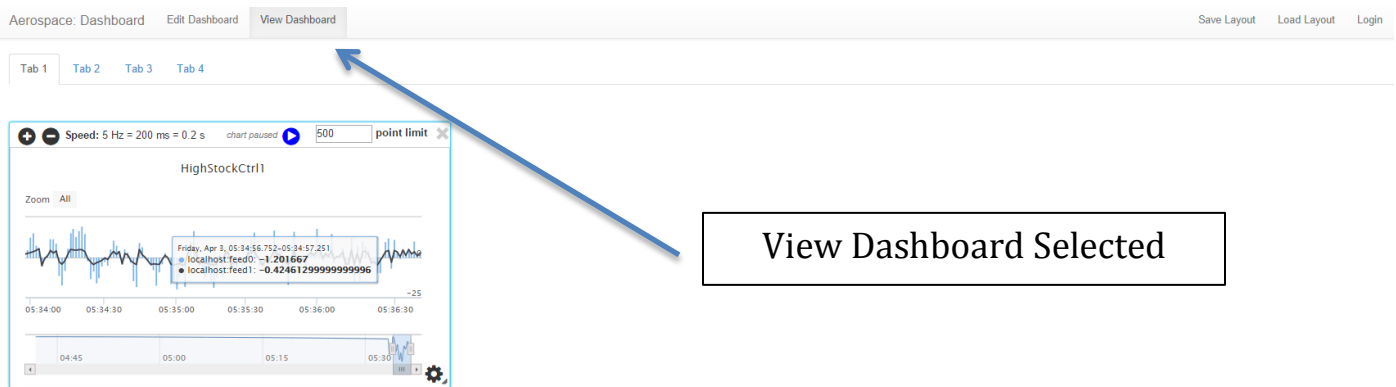 Aerospace: Dashboard Edit Dashboard View Dashboard Save Layout Load Layout Login
Tab 1 Tab 2 Tab 3 Tab 4
Speed: 5 Hz = 200 ms = 0.2 s chart paused 500 point limit
HighStockCtrl1
Zoom All
Friday, Apr 3, 05:34:56.752-05:34:57.251
localhost:feed0: -1.201667
localhost:feed1: -0.42461299999999996
0
-25
05:34:00 05:34:30 05:35:00 05:35:30 05:36:00 05:36:30
04:45 05:00 05:15 05:30
View Dashboard Selected